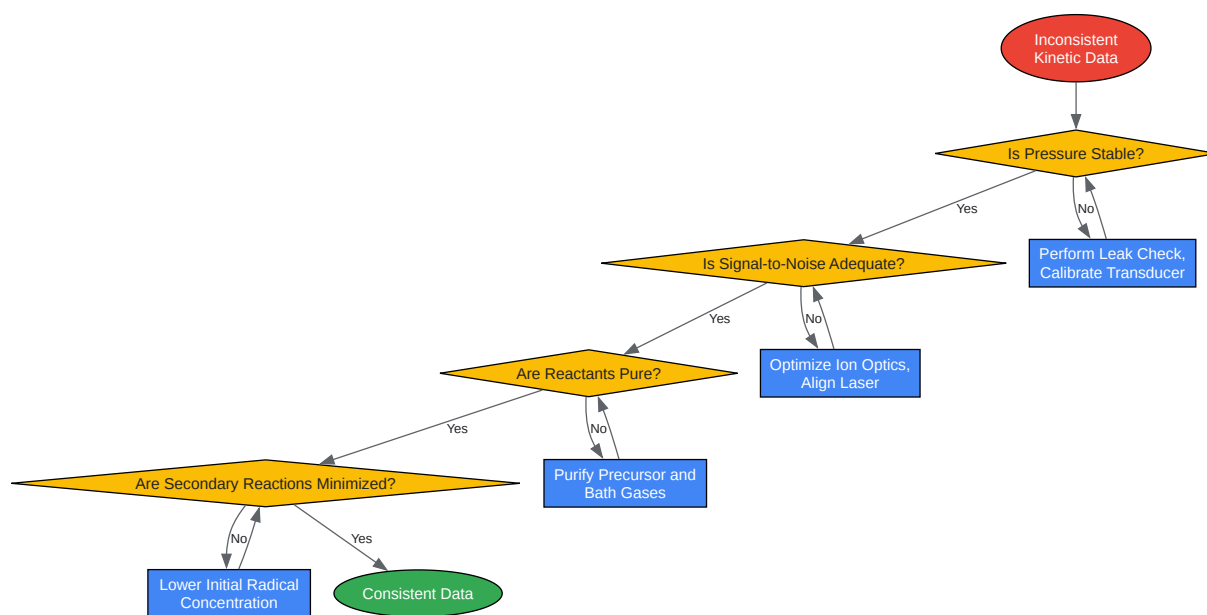 Inconsistent
Kinetic Data
Is Pressure Stable?
Yes
No
Perform Leak Check,
Calibrate Transducer
Is Signal-to-Noise Adequate?
Yes
No
Optimize Ion Optics,
Align Laser
Are Reactants Pure?
Yes
No
Purify Precursor and
Bath Gases
Are Secondary Reactions Minimized?
No
Yes
Lower Initial Radical
Concentration
Consistent Data